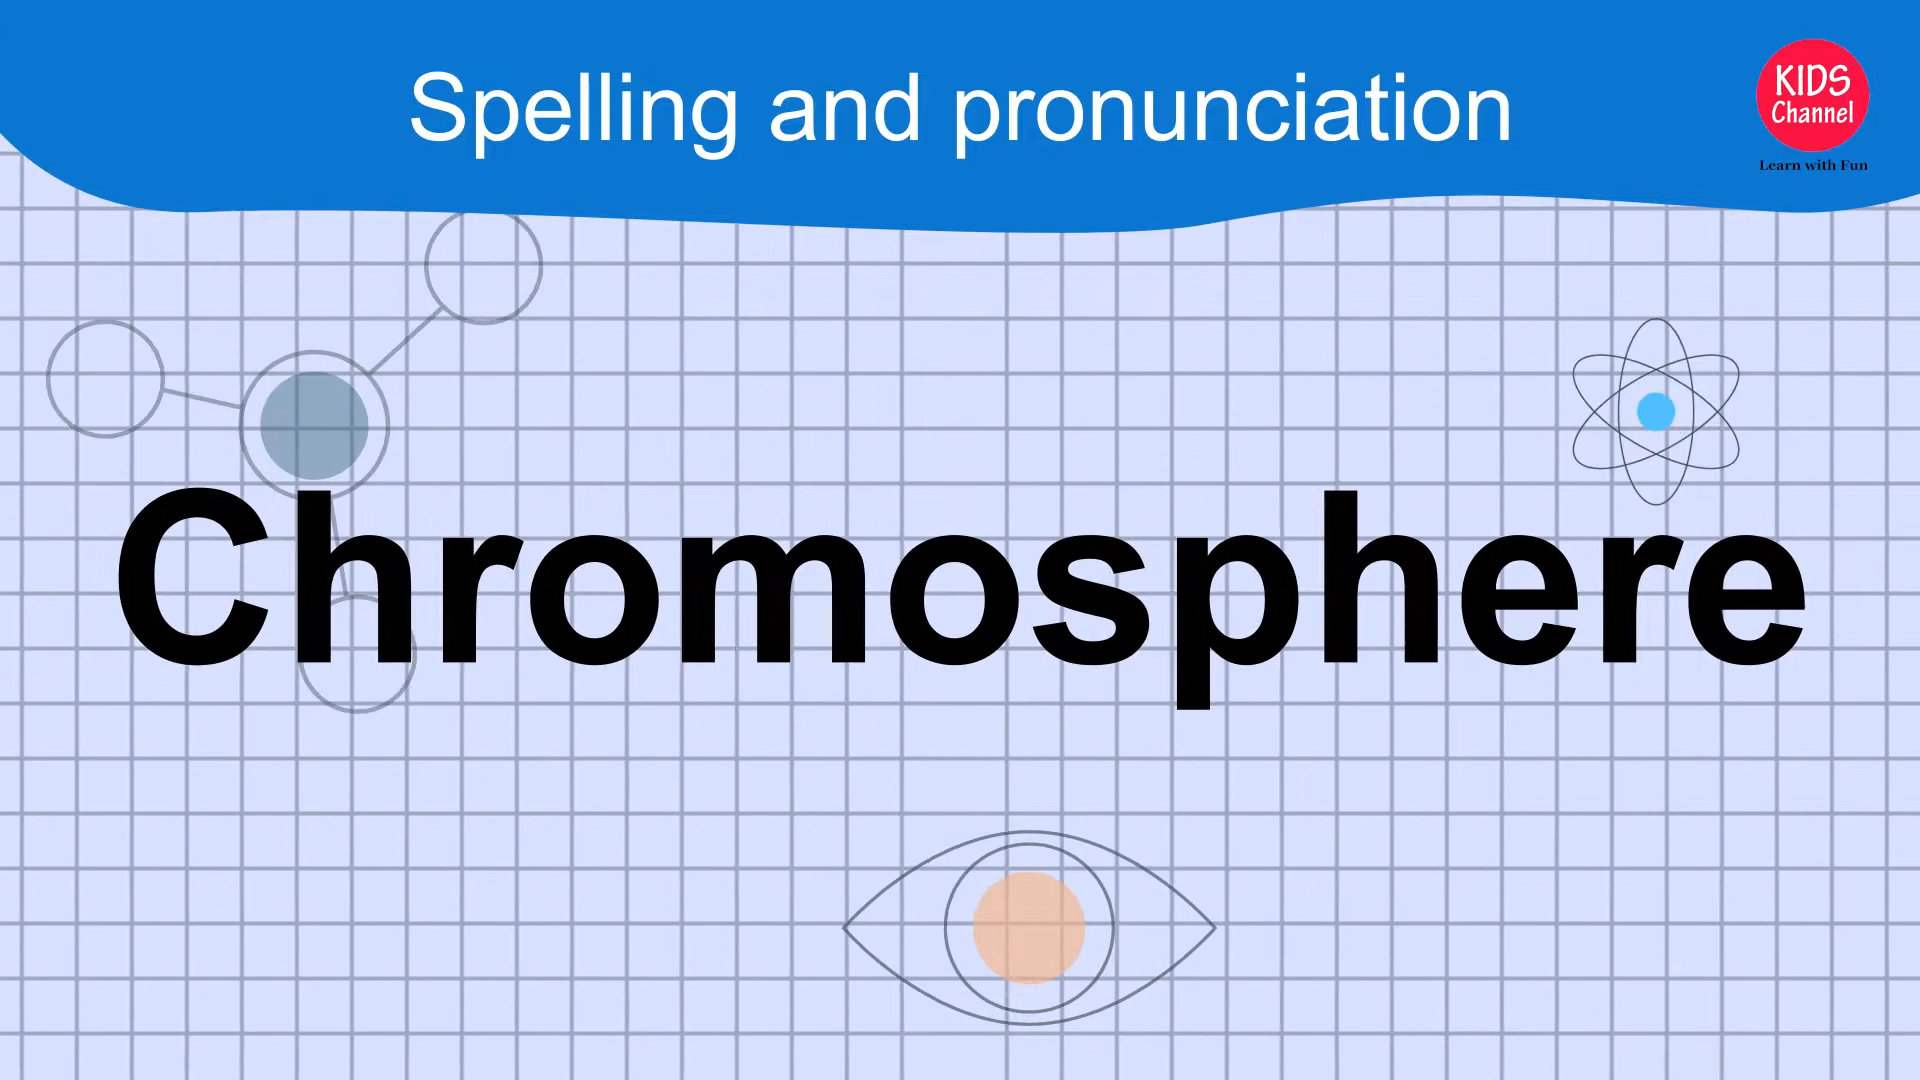 Spelling and pronunciation
KIDS
Channel
Learn with Fun
Chromosphere